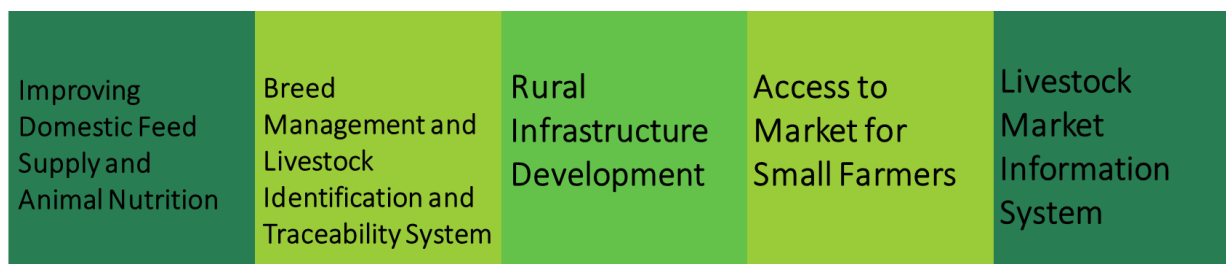 Improving
Domestic Feed
Supply and
Animal Nutrition
Breed
Management and
Livestock
Identification and
Traceability System
Rural
Infrastructure
Development
Access to
Market for
Small Farmers
Livestock
Market
Information
System